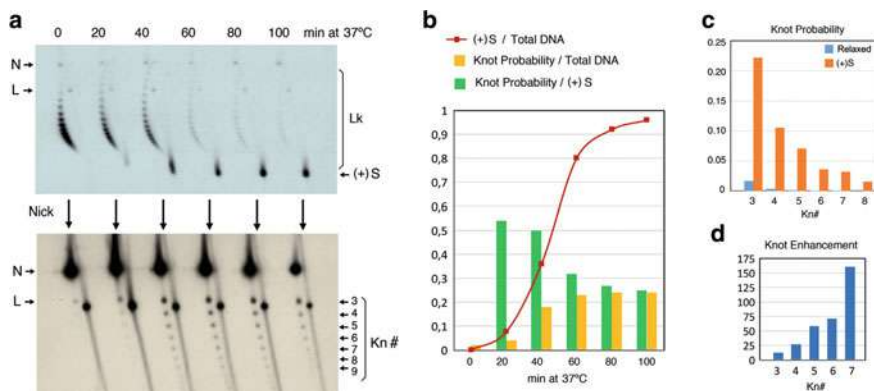 a
0 20 40 60 80 100 min at 37ºC
N
L
Lk
(+)S
Nick
N
L
3
4
5
6
7
8
9
Kn #
b
(+)S / Total DNA
Knot Probability / Total DNA
Knot Probability / (+) S
1
0,9
0,8
0,7
0,6
0,5
0,4
0,3
0,2
0,1
0
0 20 40 60 80 100
min at 37ºC
c
Knot Probability
Relaxed
(+)S
0.25
0.20
0.15
0.10
0.05
0.00
3 4 5 6 7 8
Kn#
d
Knot Enhancement
175
150
125
100
75
50
25
0
3 4 5 6 7
Kn#